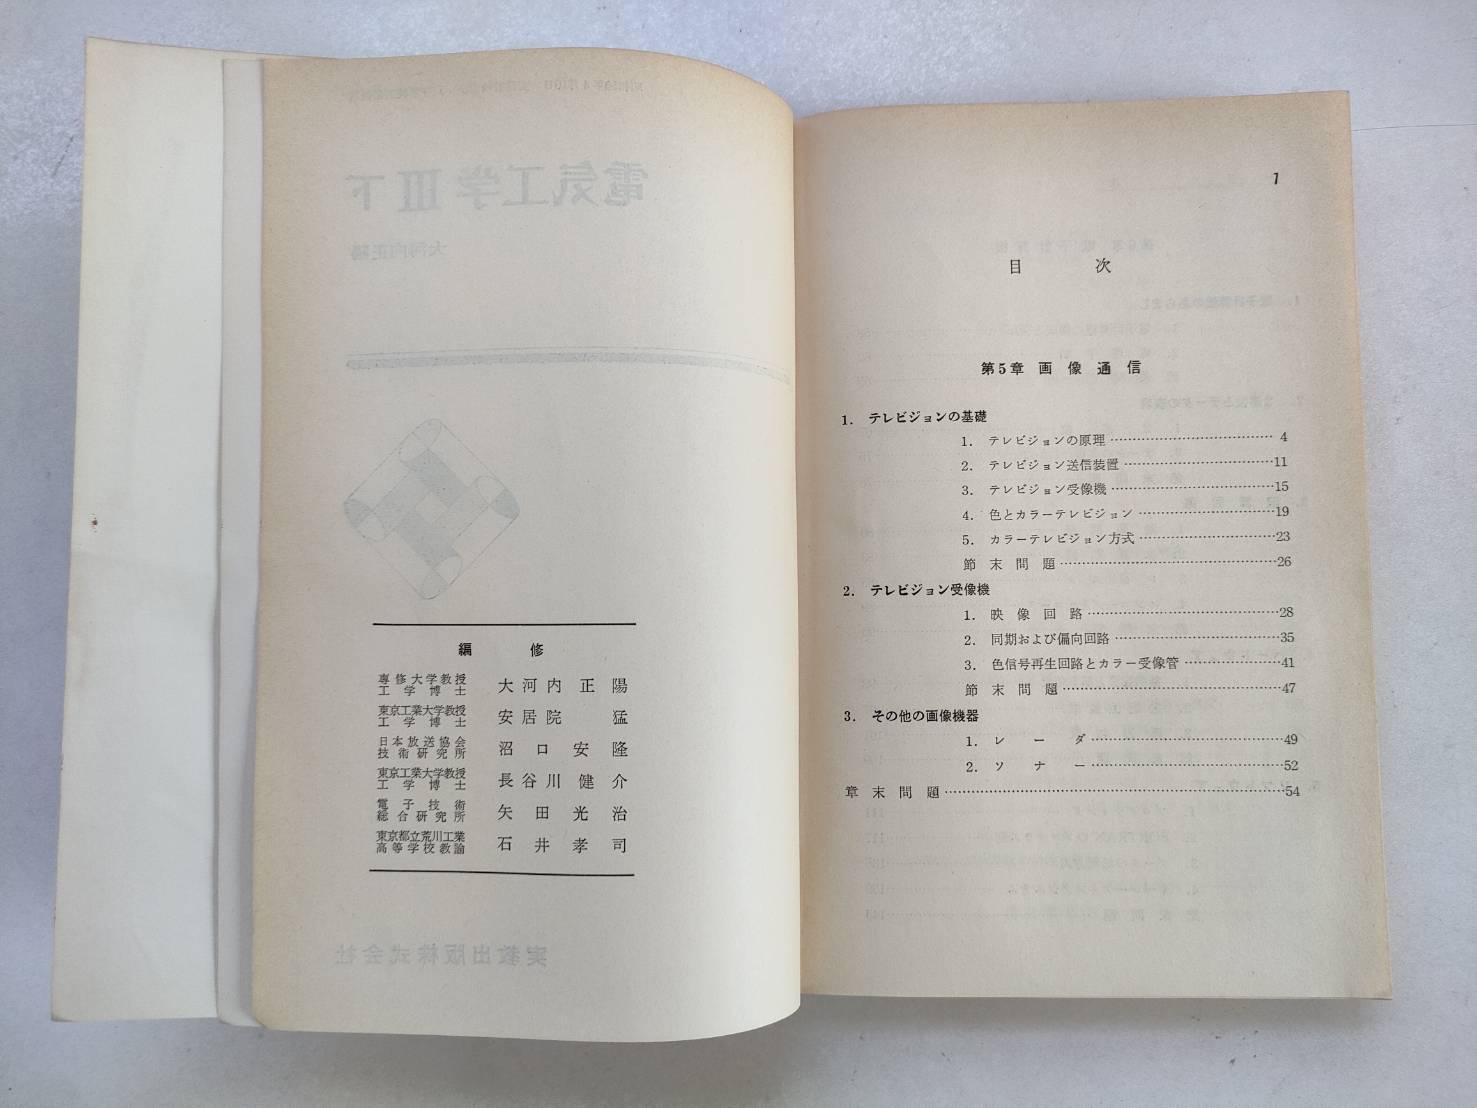 編修
専修大学教授
工学博士
大河内正陽
東京工業大学教授
工学博士
安居院猛
日本放送協会
技術研究所
沼口安隆
東京工業大学教授
工学博士
長谷川健介
電子技術
総合研究所
矢田光治
東京都立荒川工業
高等学校教諭
石井孝司
電気工学III下
実教出版株式会社
1
目次
第5章 画像通信
1. テレビジョンの基礎
1. テレビジョンの原理 4
2. テレビジョン送信装置 11
3. テレビジョン受像機 15
4. 色とカラーテレビジョン 19
5. カラーテレビジョン方式 23
節末問題 26
2. テレビジョン受像機
1. 映像回路 28
2. 同期および偏向回路 35
3. 色信号再生回路とカラー受像管 41
節末問題 47
3. その他の画像機器
1. レーダ 49
2. ソナー 52
章末問題 54